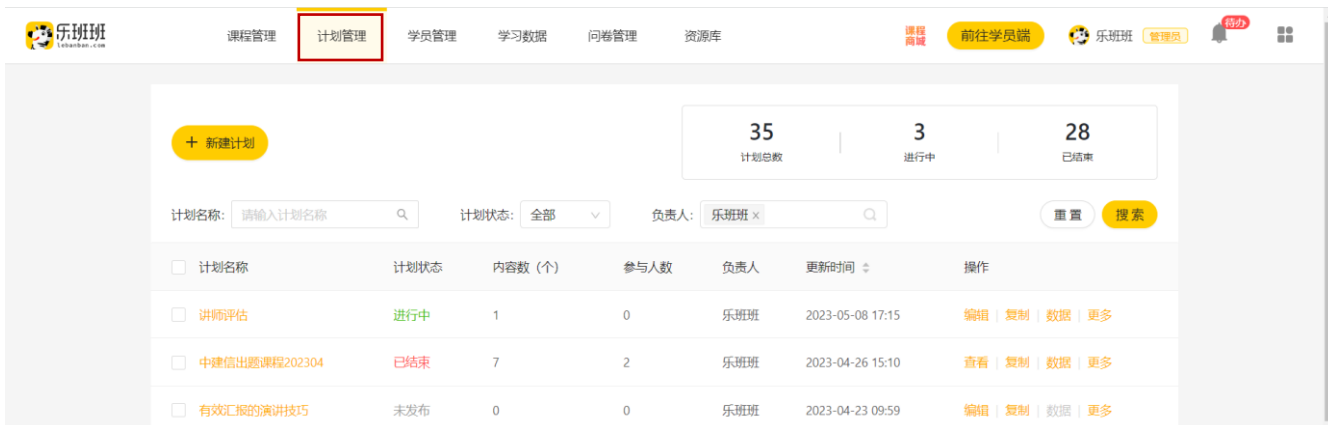 乐班班
lebanban.com
课程管理 计划管理 学员管理 学习数据 问卷管理 资源库 课程商城 前往学员端 乐班班 管理员 待办
+ 新建计划
35 3 28
计划总数 进行中 已结束
计划名称: 请输入计划名称 计划状态: 全部 负责人: 乐班班 × 重置 搜索
计划名称 计划状态 内容数（个） 参与人数 负责人 更新时间 操作
讲师评估 进行中 1 0 乐班班 2023-05-08 17:15 编辑 | 复制 | 数据 | 更多
中建信出题课程202304 已结束 7 2 乐班班 2023-04-26 15:10 查看 | 复制 | 数据 | 更多
有效汇报的演讲技巧 未发布 0 0 乐班班 2023-04-23 09:59 编辑 | 复制 | 数据 | 更多